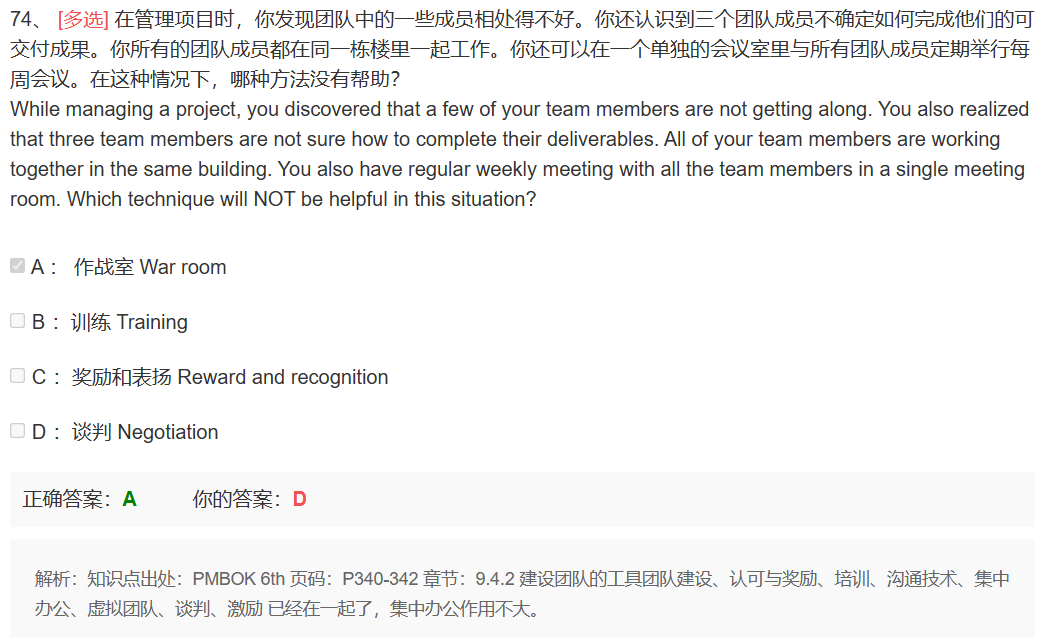 74、 [多选] 在管理项目时，你发现团队中的一些成员相处得不好。你还认识到三个团队成员不确定如何完成他们的可
交付成果。你所有的团队成员都在同一栋楼里一起工作。你还可以在一个单独的会议室里与所有团队成员定期举行每
周会议。在这种情况下，哪种方法没有帮助？
While managing a project, you discovered that a few of your team members are not getting along. You also realized
that three team members are not sure how to complete their deliverables. All of your team members are working
together in the same building. You also have regular weekly meeting with all the team members in a single meeting
room. Which technique will NOT be helpful in this situation?
A： 作战室 War room
B：训练 Training
C：奖励和表扬 Reward and recognition
D：谈判 Negotiation
正确答案：A 你的答案：D
解析：知识点出处：PMBOK 6th 页码：P340-342 章节：9.4.2 建设团队的工具团队建设、认可与奖励、培训、沟通技术、集中
办公、虚拟团队、谈判、激励 已经在一起了，集中办公作用不大。